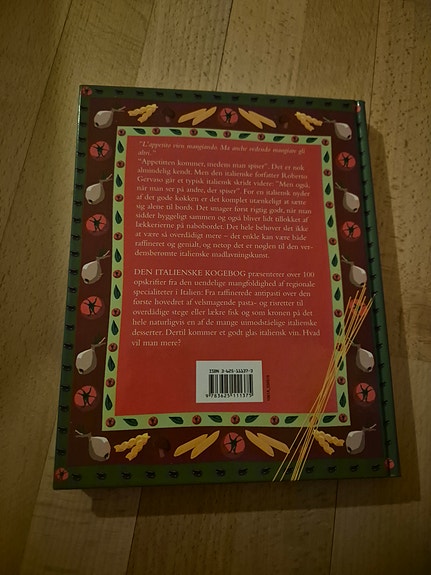 "L'appetito vien mangiando. Ma anche vedendo mangiare gli
altri."
"Appetitten kommer, medens man spiser". Det er nok
almindelig kendt. Men den italienske forfatter Roberto
Gervaso går et typisk italiensk skridt videre: "Men også
når man ser på andre, der spiser". For en italiensk nyder
af det gode køkken er det komplet utænkeligt at sætte
sig alene til bords. Det smager først rigtig godt, når man
sidder hyggeligt sammen og også bliver lidt tillokket af
lækkerierne på nabobordet. Det hele behøver slet ikke
at være så overdådigt mere – det enkle kan være både
raffineret og genialt, og netop det er nøglen til den ver-
densberømte italienske madlavningskunst.
DEN ITALIENSKE KOGEBOG præsenterer over 100
opskrifter fra den uendelige mangfoldighed af regionale
specialiteter i Italien: Fra raffinerede antipasti over den
første hovedret af velsmagende pasta- og risretter til
overdådige stege eller lækre fisk og som kronen på det
hele naturligvis en af de mange uimodståelige italienske
desserter. Dertil kommer et godt glas italiensk vin. Hvad
vil man mere?
ISBN 3-625-11137-3
9 783625 111375